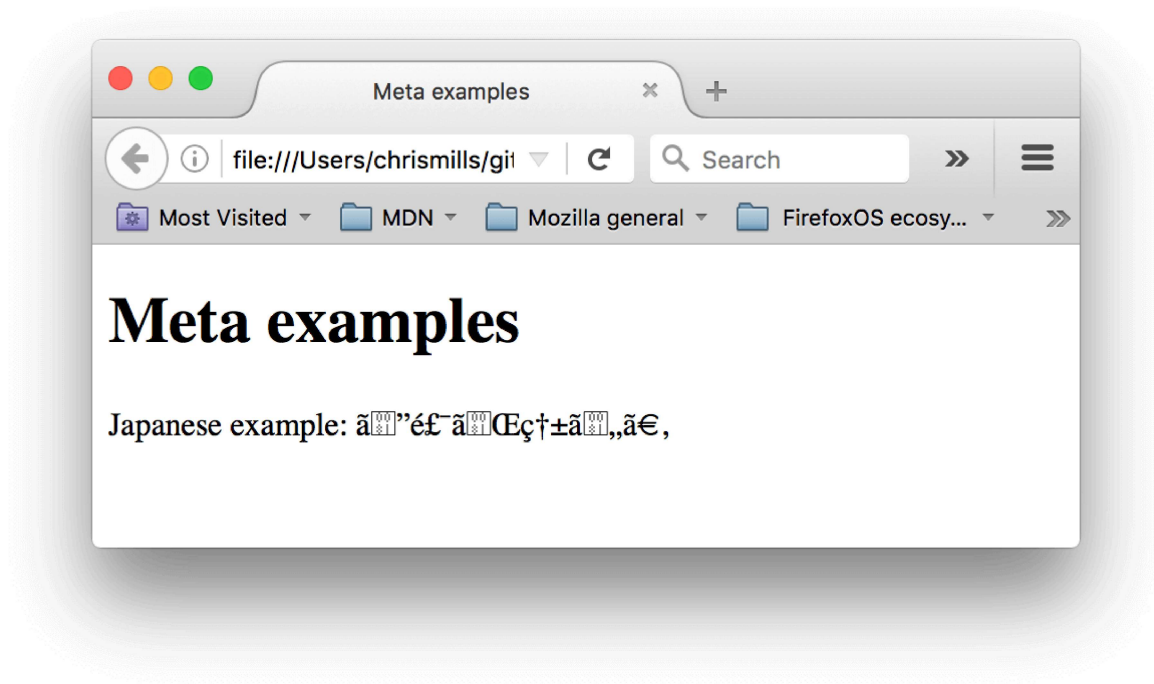 Meta examples
file:///Users/chrismills/git
Search
Most Visited MDN Mozilla general FirefoxOS ecosy...
Meta examples
Japanese example: ã”é£¯ãŒç†±ã„ã€‚